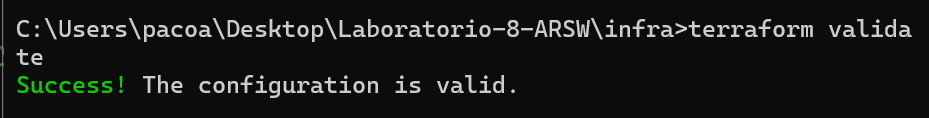 C:\Users\pacoa\Desktop\Laboratorio-8-ARSW\infra>terraform valida
te
Success! The configuration is valid.